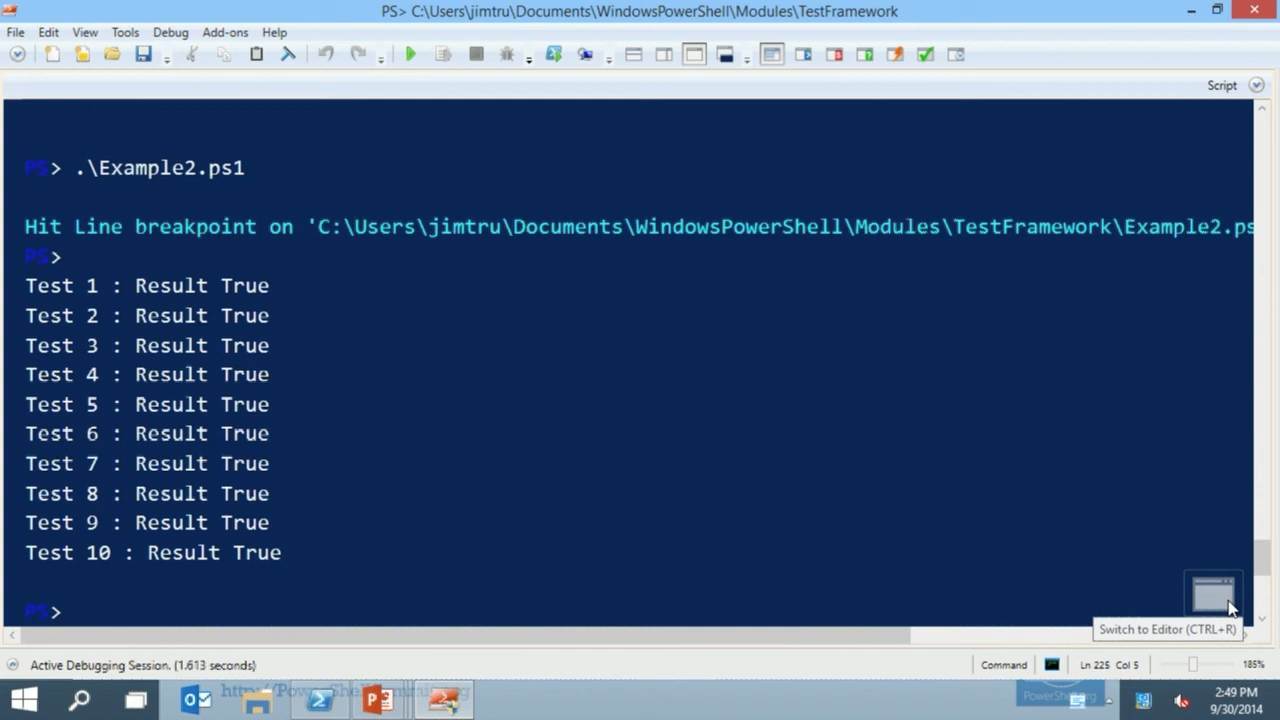 PS> C:\Users\jimtru\Documents\WindowsPowerShell\Modules\TestFramework
File Edit View Tools Debug Add-ons Help
Script
PS> .\Example2.ps1
Hit Line breakpoint on 'C:\Users\jimtru\Documents\WindowsPowerShell\Modules\TestFramework\Example2.ps
PS>
Test 1 : Result True
Test 2 : Result True
Test 3 : Result True
Test 4 : Result True
Test 5 : Result True
Test 6 : Result True
Test 7 : Result True
Test 8 : Result True
Test 9 : Result True
Test 10 : Result True
PS>
Switch to Editor (CTRL+R)
Active Debugging Session. (1.613 seconds)
Command
Ln 225 Col 5
185%
2:49 PM
PowerShell.org
9/30/2014